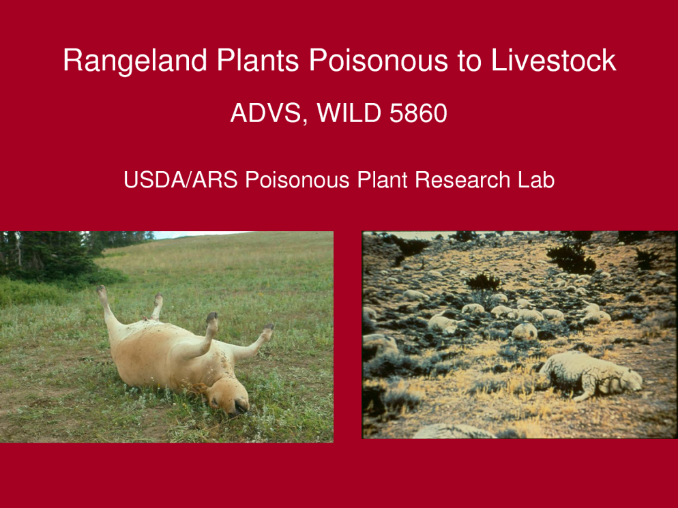 Rangeland Plants Poisonous to Livestock
ADVS, WILD 5860
USDA/ARS Poisonous Plant Research Lab